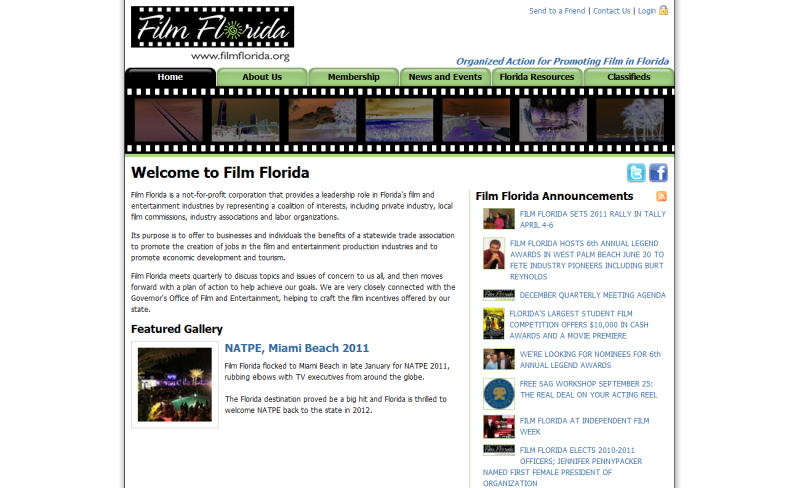 Film Florida
www.filmflorida.org
Send to a Friend | Contact Us | Login
Organized Action for Promoting Film in Florida
Home
About Us
Membership
News and Events
Florida Resources
Classifieds
Welcome to Film Florida
Film Florida is a not-for-profit corporation that provides a leadership role in Florida's film and
entertainment industries by representing a coalition of interests, including private industry, local
film commissions, industry associations and labor organizations.
Its purpose is to offer to businesses and individuals the benefits of a statewide trade association
to promote the creation of jobs in the film and entertainment production industries and to
promote economic development and tourism.
Film Florida meets quarterly to discuss topics and issues of concern to us all, and then moves
forward with a plan of action to help achieve our goals. We are very closely connected with the
Governor's Office of Film and Entertainment, helping to craft the film incentives offered by our
state.
Featured Gallery
NATPE, Miami Beach 2011
Film Florida flocked to Miami Beach in late January for NATPE 2011,
rubbing elbows with TV executives from around the globe.
The Florida destination proved be a big hit and Florida is thrilled to
welcome NATPE back to the state in 2012.
Film Florida Announcements
FILM FLORIDA SETS 2011 RALLY IN TALLY
APRIL 4-6
FILM FLORIDA HOSTS 6th ANNUAL LEGEND
AWARDS IN WEST PALM BEACH JUNE 30 TO
FETE INDUSTRY PIONEERS INCLUDING BURT
REYNOLDS
DECEMBER QUARTERLY MEETING AGENDA
FLORIDA'S LARGEST STUDENT FILM
COMPETITION OFFERS $10,000 IN CASH
AWARDS AND A MOVIE PREMIERE
WE'RE LOOKING FOR NOMINEES FOR 6th
ANNUAL LEGEND AWARDS
FREE SAG WORKSHOP SEPTEMBER 25:
THE REAL DEAL ON YOUR ACTING REEL
FILM FLORIDA AT INDEPENDENT FILM
WEEK
FILM FLORIDA ELECTS 2010-2011
OFFICERS; JENNIFER PENNYPACKER
NAMED FIRST FEMALE PRESIDENT OF
ORGANIZATION